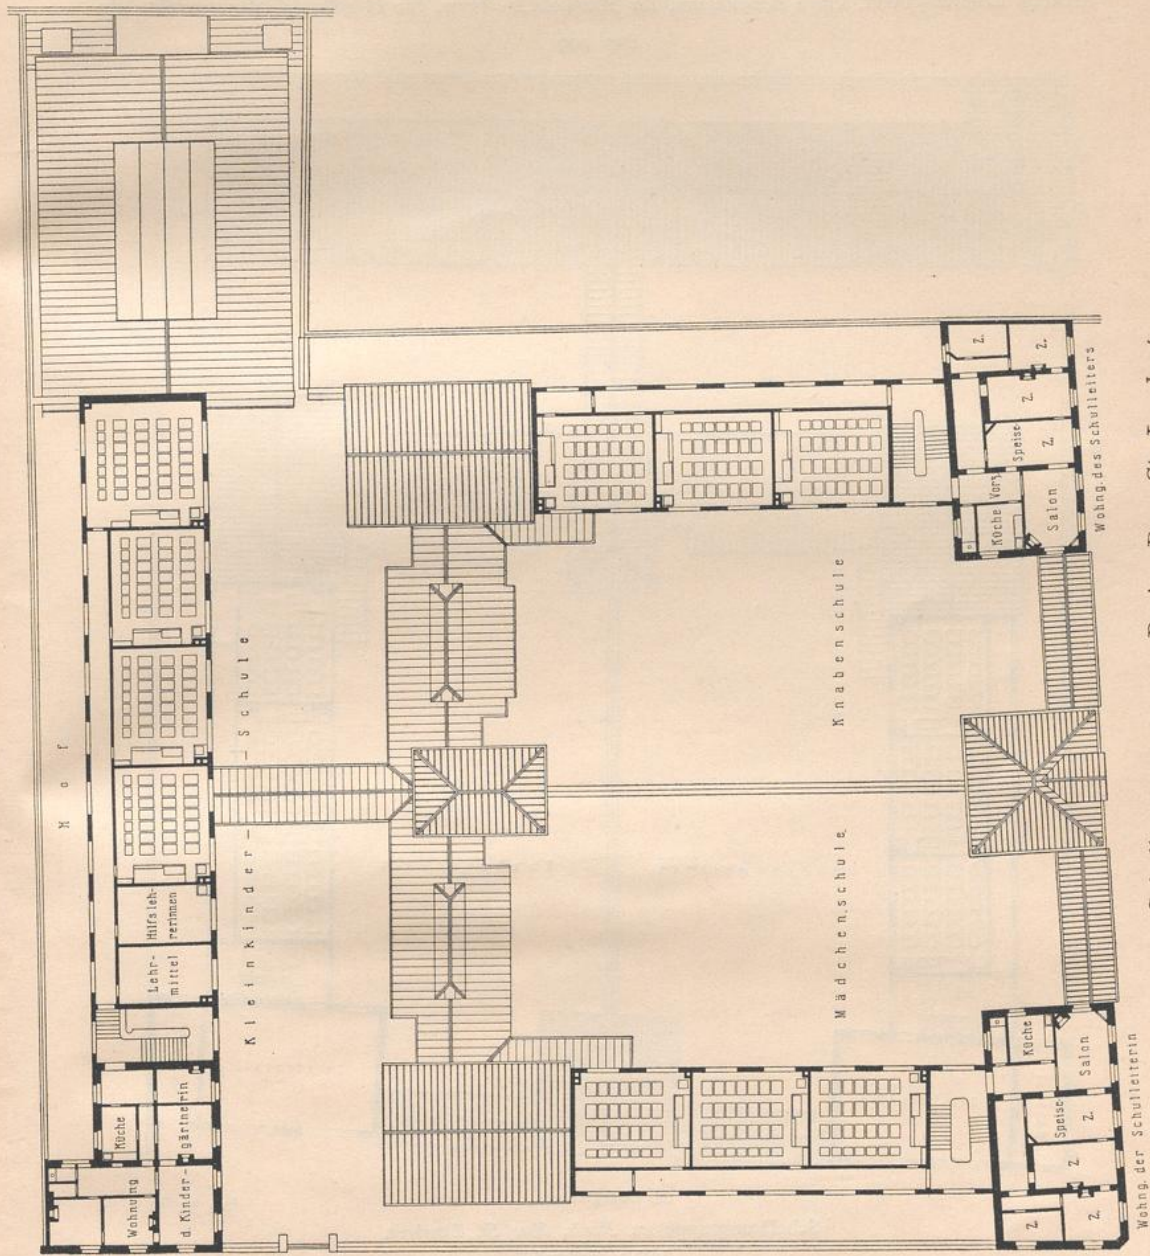 Hof
Kleinkinder-Schule
Lehr-
mittel
Hilfsleh-
rerinnen
Küche
Wohnung
d. Kinder-
gärtnerin
Mädchenschule
Knabenschule
Küche
Salon
Speise-
Z.
Z.
Z.
Z.
Wohng. der Schulleiterin
Küche
Vorz.
Salon
Speise-
Z.
Z.
Z.
Z.
Wohng. des Schulleiters